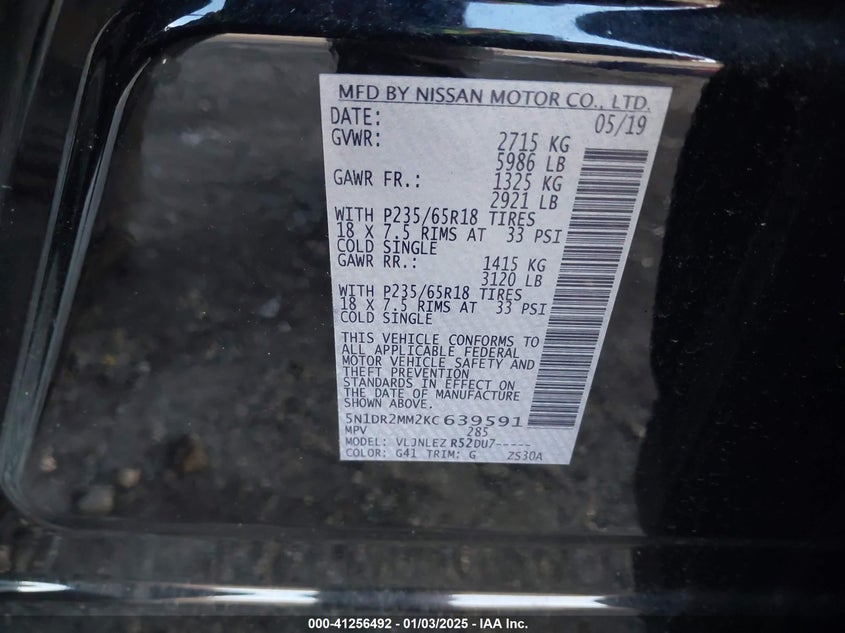 MFD BY NISSAN MOTOR CO., LTD.
DATE: 05/19
GVWR: 2715 KG
5986 LB
GAWR FR.: 1325 KG
2921 LB
WITH P235/65R18 TIRES
18 X 7.5 RIMS AT 33 PSI
COLD SINGLE
GAWR RR.: 1415 KG
3120 LB
WITH P235/65R18 TIRES
18 X 7.5 RIMS AT 33 PSI
COLD SINGLE
THIS VEHICLE CONFORMS TO
ALL APPLICABLE FEDERAL
MOTOR VEHICLE SAFETY AND
THEFT PREVENTION
STANDARDS IN EFFECT ON
THE DATE OF MANUFACTURE
SHOWN ABOVE.
5N1DR2MM2KC639591
MPV 285
MODEL: VLJNLEZ R52DU7-----
COLOR: G41 TRIM: G ZS30A
000-41256492 - 01/03/2025 - © IAA Inc.